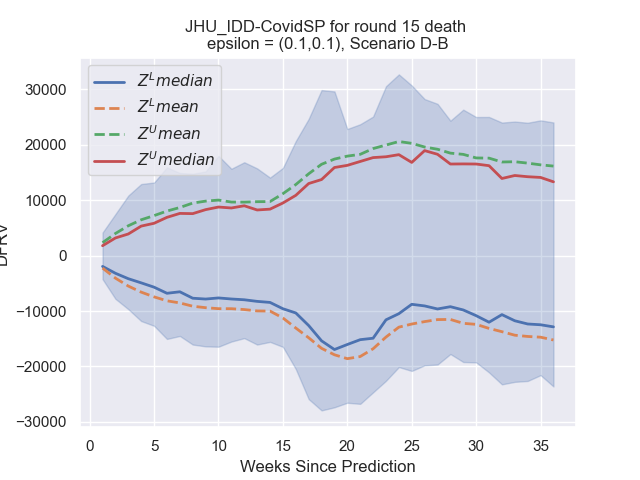 JHU_IDD-CovidSP for round 15 death
epsilon = (0.1,0.1), Scenario D-B
Z^L median
Z^L mean
Z^U mean
Z^U median
30000
20000
10000
0
−10000
−20000
−30000
0 5 10 15 20 25 30 35
Weeks Since Prediction